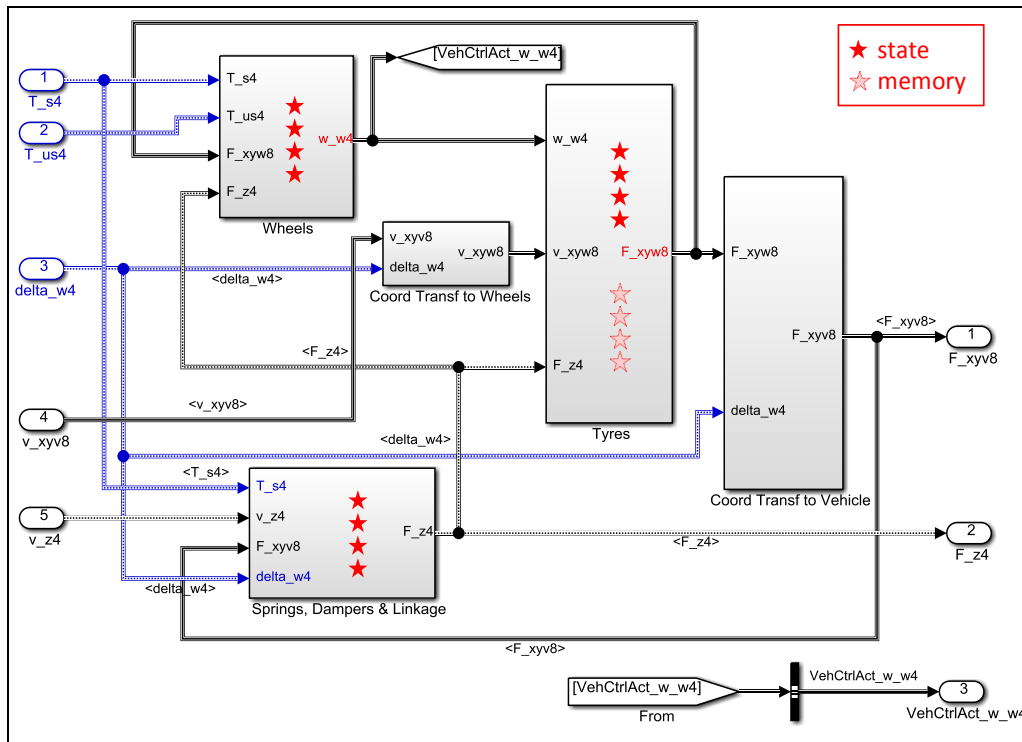 [VehCtrlAct_w_w4]
state
memory
1
T_s4
2
T_us4
T_s4
T_us4
F_xyw8
F_z4
w_w4
Wheels
w_w4
v_xyw8
F_z4
F_xyw8
Tyres
v_xyv8
delta_w4
v_xyw8
Coord Transf to Wheels
3
delta_w4
<delta_w4>
<F_z4>
F_xyw8
delta_w4
F_xyv8
Coord Transf to Vehicle
<F_xyv8>
1
F_xyv8
4
v_xyv8
<v_xyv8>
<delta_w4>
<T_s4>
5
v_z4
T_s4
v_z4
F_xyv8
delta_w4
F_z4
Springs, Dampers & Linkage
<delta_w4>
<F_z4>
2
F_z4
<F_xyv8>
[VehCtrlAct_w_w4]
From
VehCtrlAct_w_w4
3
VehCtrlAct_w_w4